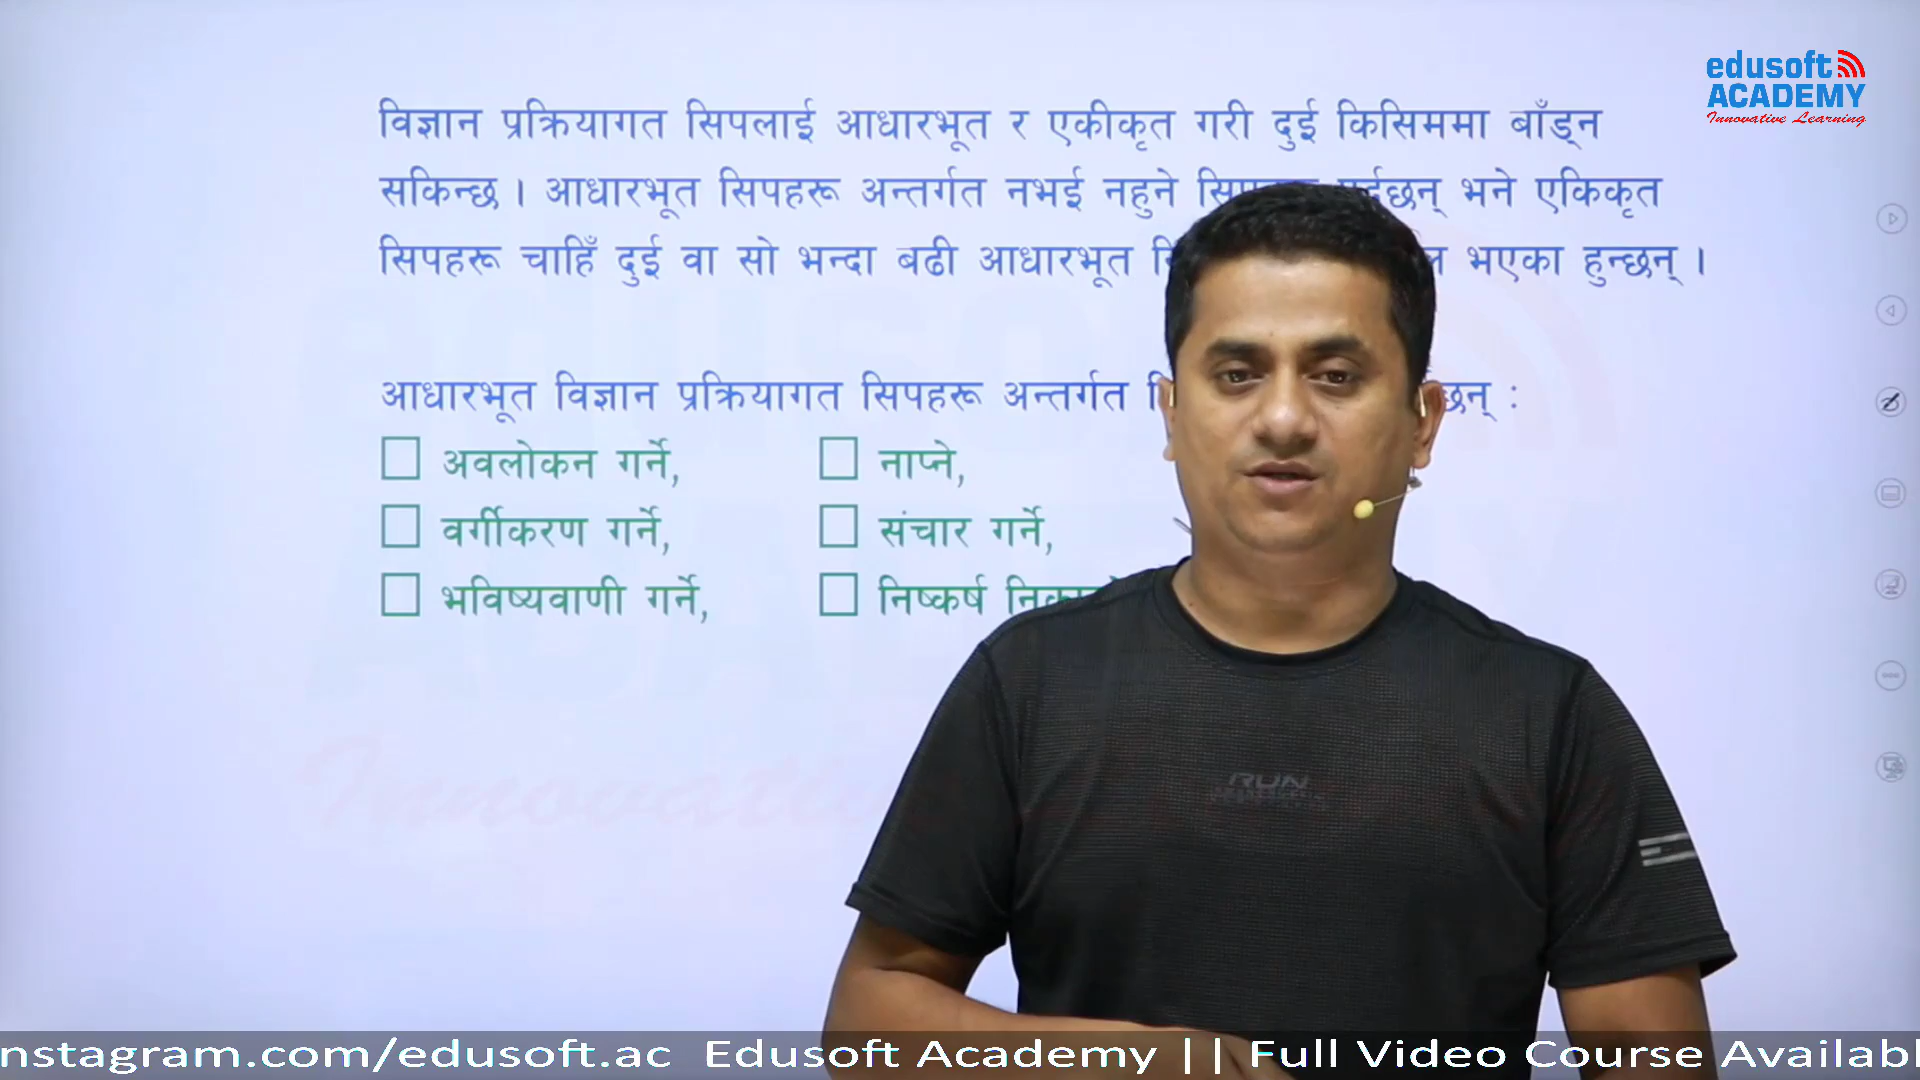 edusoft
ACADEMY
Innovative Learning
विज्ञान प्रक्रियागत सिपलाई आधारभूत र एकीकृत गरी दुई किसिममा बाँड्न
सकिन्छ । आधारभूत सिपहरू अन्तर्गत नभई नहुने छन् भने एकिकृत
सिपहरू चाहिँ दुई वा सो भन्दा बढी आधारभूत भएका हुन्छन् ।
आधारभूत विज्ञान प्रक्रियागत सिपहरू अन्तर्गत छन् :
अवलोकन गर्ने, नाप्ने,
वर्गीकरण गर्ने, संचार गर्ने,
भविष्यवाणी गर्ने, निष्कर्ष
RUN
nstagram.com/edusoft.ac Edusoft Academy || Full Video Course Availabl